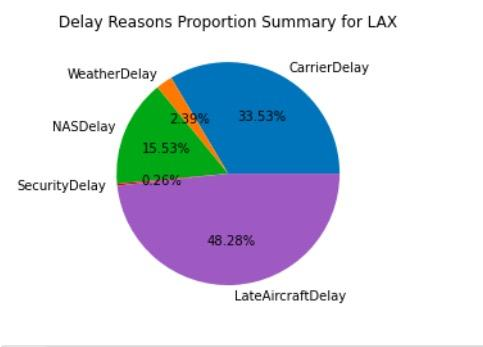 Delay Reasons Proportion Summary for LAX
CarrierDelay
WeatherDelay
2.39%
33.53%
NASDelay
15.53%
SecurityDelay
0.26%
48.28%
LateAircraftDelay